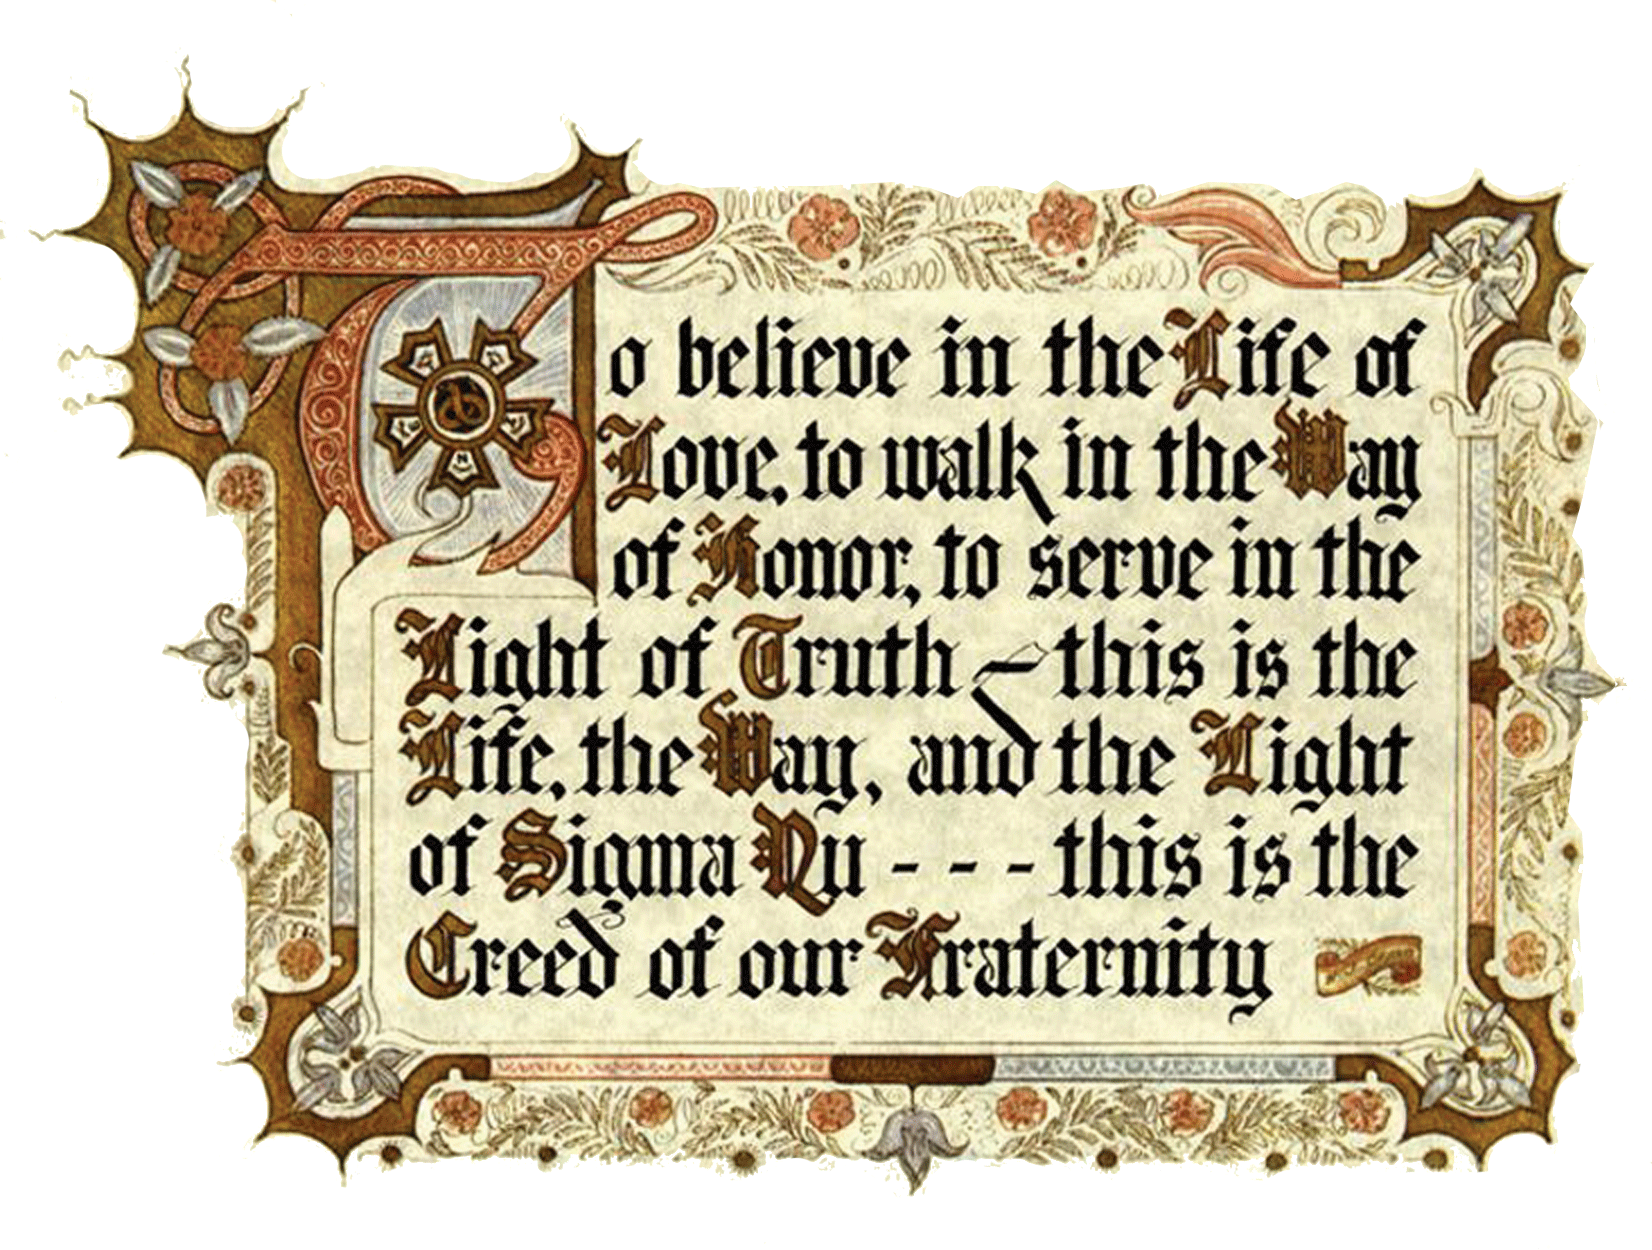 To believe in the Life of
Love, to walk in the Way
of Honor, to serve in the
Light of Truth – this is the
Life, the Way, and the Light
of Sigma Nu - - - this is the
Creed of our Fraternity